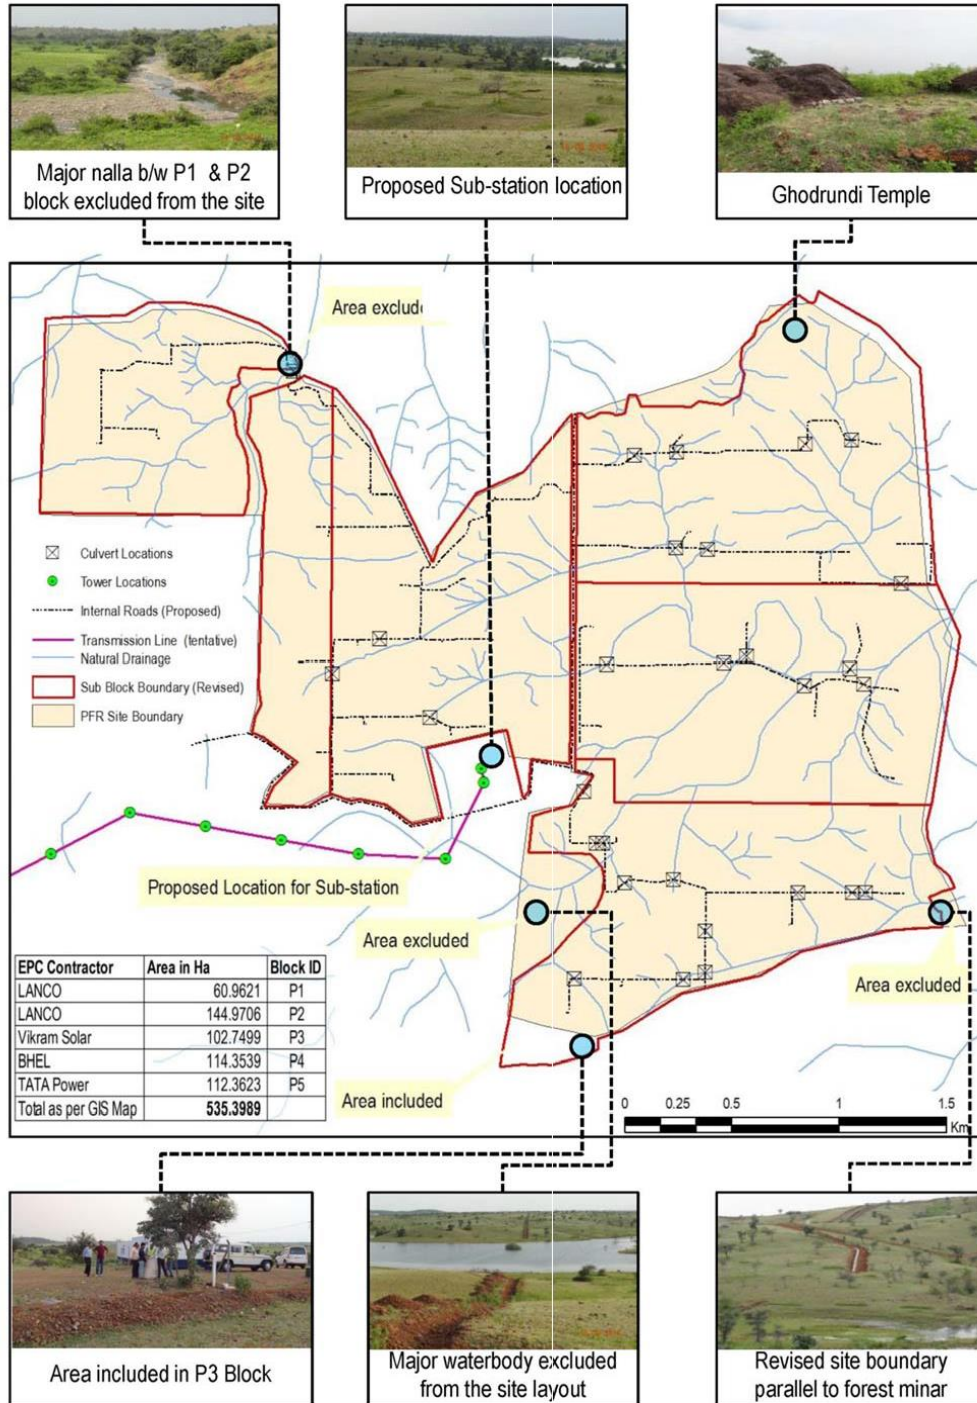 Major nalla b/w P1 & P2
block excluded from the site
Proposed Sub-station location
Ghodrundi Temple
Area exclud
Culvert Locations
Tower Locations
Internal Roads (Proposed)
Transmission Line (tentative)
Natural Drainage
Sub Block Boundary (Revised)
PFR Site Boundary
Proposed Location for Sub-station
Area excluded
Area excluded
Area included
EPC Contractor Area in Ha Block ID
LANCO 60.9621 P1
LANCO 144.9706 P2
Vikram Solar 102.7499 P3
BHEL 114.3539 P4
TATA Power 112.3623 P5
Total as per GIS Map 535.3989
0 0.25 0.5 1 1.5
Km
Area included in P3 Block
Major waterbody excluded
from the site layout
Revised site boundary
parallel to forest minar